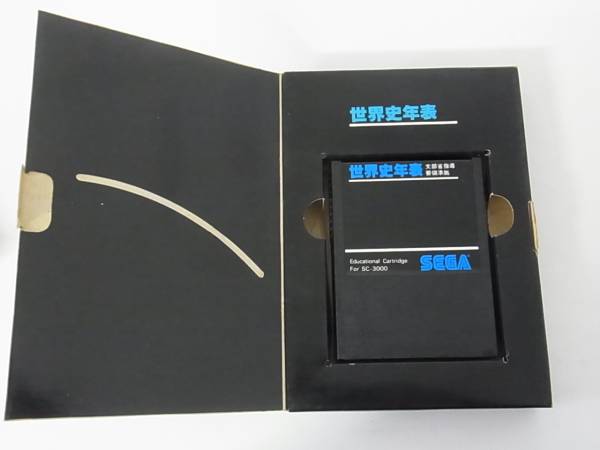 世界史年表
世界史年表 文部省指導
要領準拠
Educational Cartridge
For SC-3000
SEGA